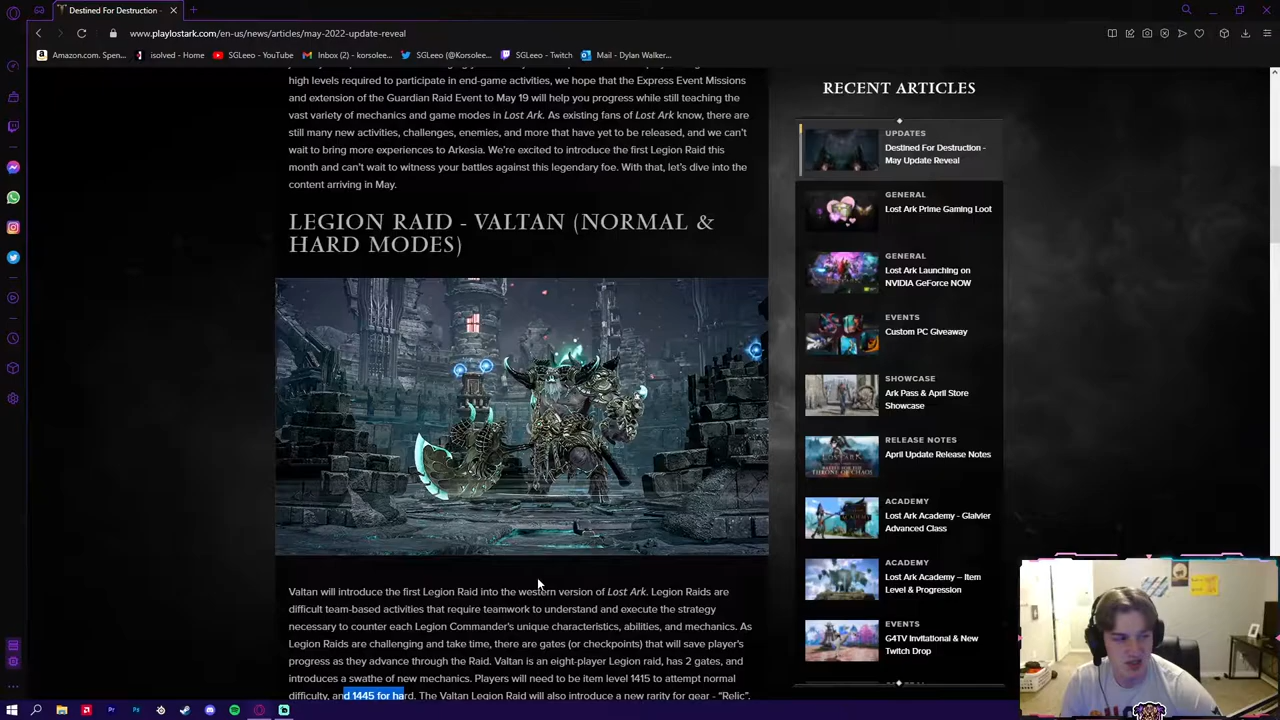 Destined For Destruction -
www.playlostark.com/en-us/news/articles/may-2022-update-reveal
Amazon.com. Spen...
isolved - Home
SGLeeo - YouTube
Inbox (2) - korsolee...
SGLeeo (@Korsolee...
SGLeeo - Twitch
Mail - Dylan Walker...
high levels required to participate in end-game activities, we hope that the Express Event Missions
and extension of the Guardian Raid Event to May 19 will help you progress while still teaching the
vast variety of mechanics and game modes in Lost Ark. As existing fans of Lost Ark know, there are
still many new activities, challenges, enemies, and more that have yet to be released, and we can't
wait to bring more experiences to Arkesia. We're excited to introduce the first Legion Raid this
month and can't wait to witness your battles against this legendary foe. With that, let's dive into the
content arriving in May.
LEGION RAID - VALTAN (NORMAL &
HARD MODES)
Valtan will introduce the first Legion Raid into the western version of Lost Ark. Legion Raids are
difficult team-based activities that require teamwork to understand and execute the strategy
necessary to counter each Legion Commander's unique characteristics, abilities, and mechanics. As
Legion Raids are challenging and take time, there are gates (or checkpoints) that will save player's
progress as they advance through the Raid. Valtan is an eight-player Legion raid, has 2 gates, and
introduces a swathe of new mechanics. Players will need to be item level 1415 to attempt normal
difficulty, and 1445 for hard. The Valtan Legion Raid will also introduce a new rarity for gear - "Relic".
RECENT ARTICLES
UPDATES
Destined For Destruction -
May Update Reveal
GENERAL
Lost Ark Prime Gaming Loot
GENERAL
Lost Ark Launching on
NVIDIA GeForce NOW
EVENTS
Custom PC Giveaway
SHOWCASE
Ark Pass & April Store
Showcase
RELEASE NOTES
April Update Release Notes
ACADEMY
Lost Ark Academy - Glaivier
Advanced Class
ACADEMY
Lost Ark Academy – Item
Level & Progression
EVENTS
G4TV Invitational & New
Twitch Drop